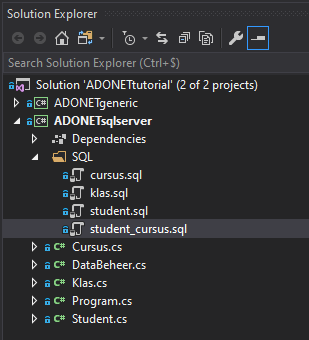 Solution Explorer
Search Solution Explorer (Ctrl+$)
Solution 'ADONETtutorial' (2 of 2 projects)
C# ADONETgeneric
C# ADONETsqlserver
Dependencies
SQL
cursus.sql
klas.sql
student.sql
student_cursus.sql
C# Cursus.cs
C# DataBeheer.cs
C# Klas.cs
C# Program.cs
C# Student.cs